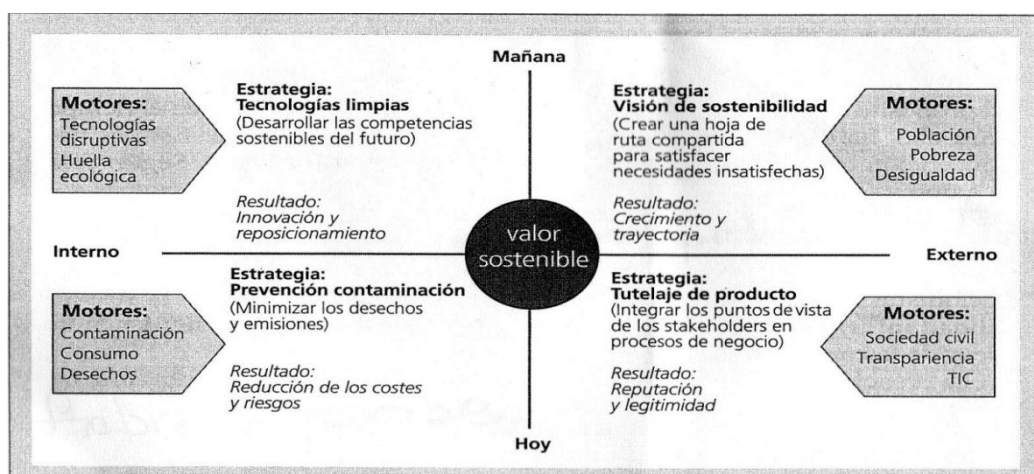 Mañana
Motores:
Tecnologías
disruptivas
Huella
ecológica
Estrategia:
Tecnologías limpias
(Desarrollar las competencias
sostenibles del futuro)
Resultado:
Innovación y
reposicionamiento
Estrategia:
Visión de sostenibilidad
(Crear una hoja de
ruta compartida
para satisfacer
necesidades insatisfechas)
Resultado:
Crecimiento y
trayectoria
Motores:
Población
Pobreza
Desigualdad
Interno
valor
sostenible
Externo
Motores:
Contaminación
Consumo
Desechos
Estrategia:
Prevención contaminación
(Minimizar los desechos
y emisiones)
Resultado:
Reducción de los costes
y riesgos
Estrategia:
Tutelaje de producto
(Integrar los puntos de vista
de los stakeholders en
procesos de negocio)
Resultado:
Reputación
y legitimidad
Motores:
Sociedad civil
Transparencia
TIC
Hoy